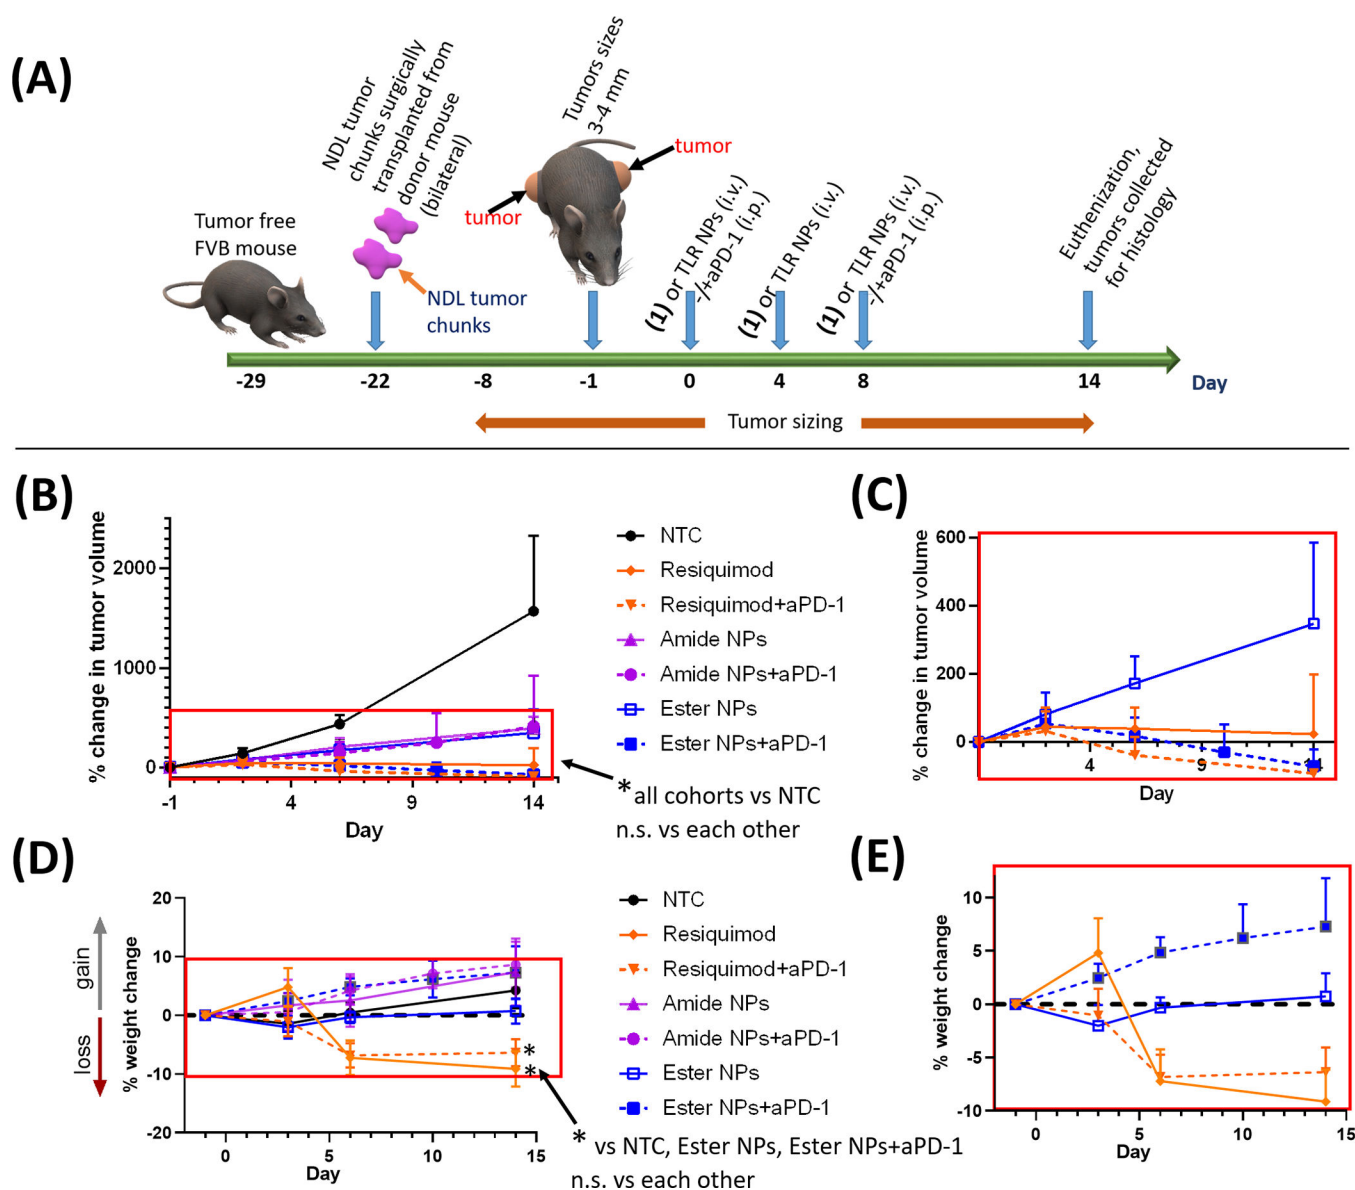 (A)
Tumor free
FVB mouse
NDL tumor
chunks surgically
transplanted from
donor mouse
(bilateral)
NDL tumor
chunks
Tumors sizes
3-4 mm
tumor
tumor
(1) or TLR NPs (i.v.)
-/+aPD-1 (i.p.)
(1) or TLR NPs (i.v.)
(1) or TLR NPs (i.v.)
-/+aPD-1 (i.p.)
Euthenization,
tumors collected
for histology
-29 -22 -8 -1 0 4 8 14 Day
Tumor sizing
(B)
% change in tumor volume
2000
1000
0
-1 4 9 14
Day
NTC
Resiquimod
Resiquimod+aPD-1
Amide NPs
Amide NPs+aPD-1
Ester NPs
Ester NPs+aPD-1
* all cohorts vs NTC
n.s. vs each other
(C)
% change in tumor volume
600
400
200
0
4 9 14
Day
(D)
gain
loss
% weight change
20
10
0
-10
-20
0 5 10 15
Day
*
*
NTC
Resiquimod
Resiquimod+aPD-1
Amide NPs
Amide NPs+aPD-1
Ester NPs
Ester NPs+aPD-1
* vs NTC, Ester NPs, Ester NPs+aPD-1
n.s. vs each other
(E)
% weight change
10
5
0
-5
-10
0 5 10 15
Day